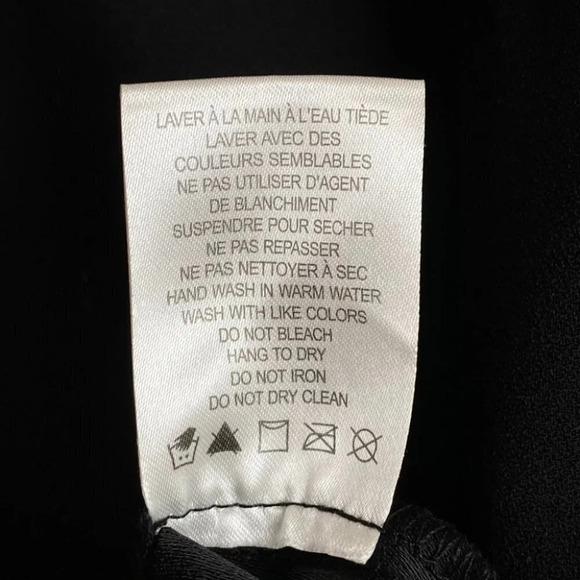 LAVER À LA MAIN À L'EAU TIÈDE
LAVER AVEC DES
COULEURS SEMBLABLES
NE PAS UTILISER D'AGENT
DE BLANCHIMENT
SUSPENDRE POUR SECHER
NE PAS REPASSER
NE PAS NETTOYER À SEC
HAND WASH IN WARM WATER
WASH WITH LIKE COLORS
DO NOT BLEACH
HANG TO DRY
DO NOT IRON
DO NOT DRY CLEAN